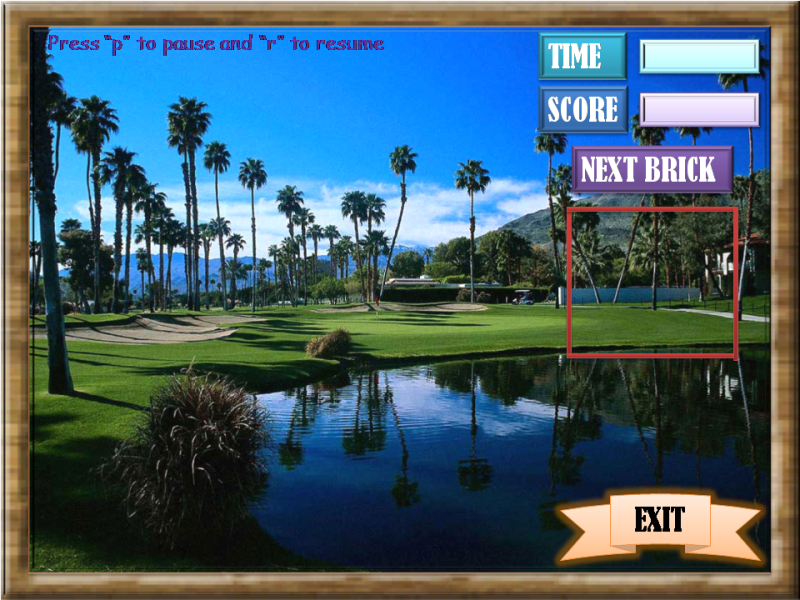 Press "p" to pause and "r" to resume
TIME
SCORE
NEXT BRICK
EXIT